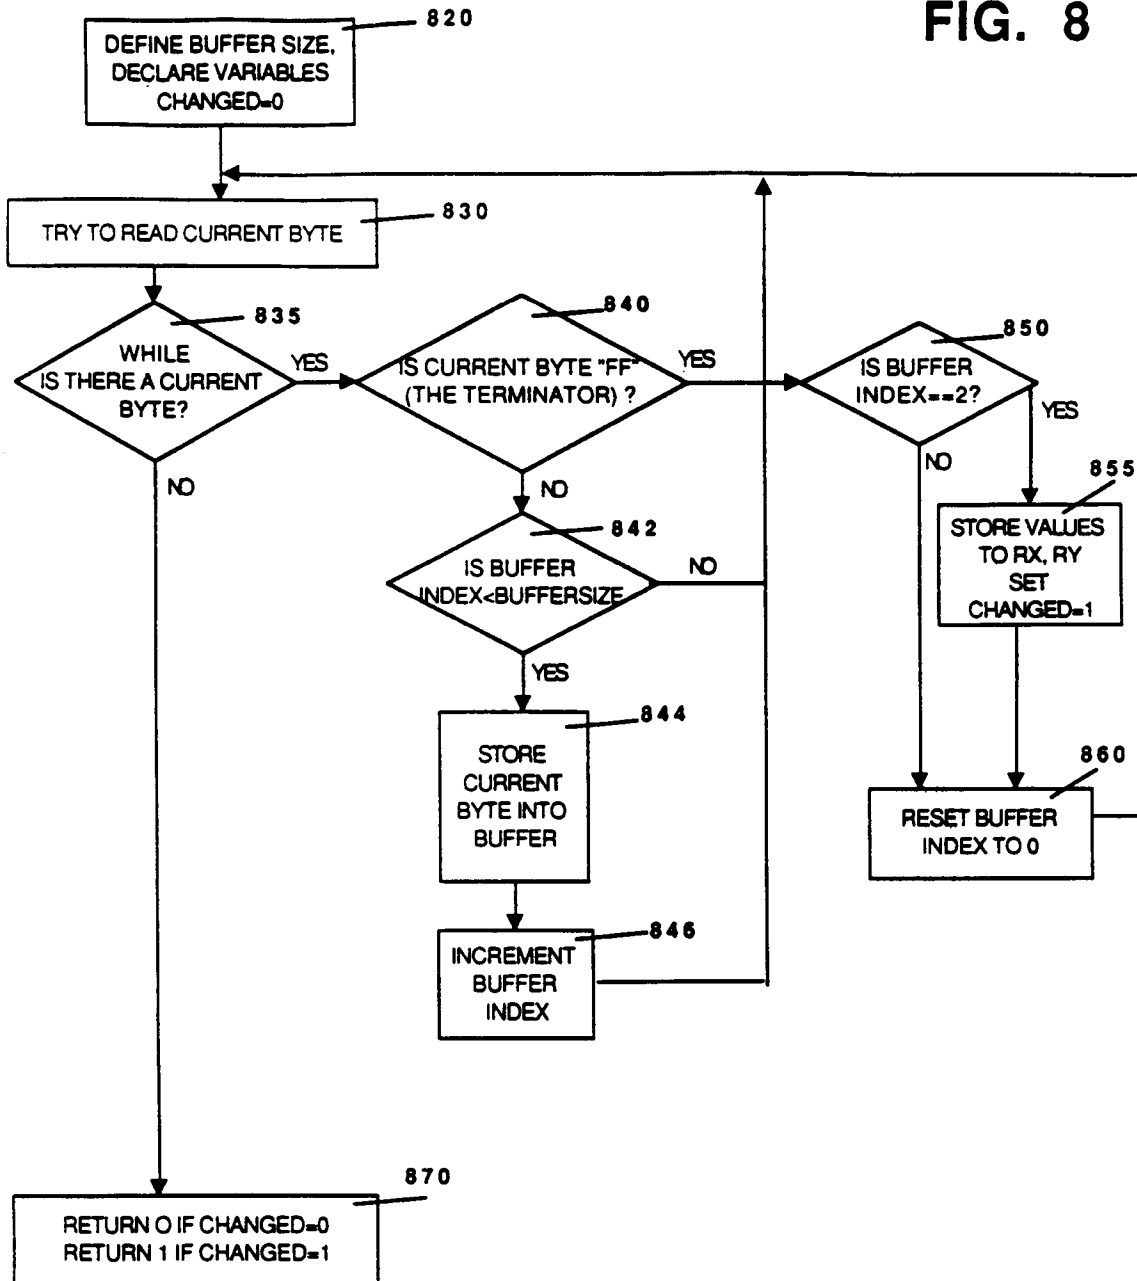 FIG. 8
820
DEFINE BUFFER SIZE,
DECLARE VARIABLES
CHANGED=0
830
TRY TO READ CURRENT BYTE
835
WHILE
IS THERE A CURRENT
BYTE?
YES
NO
840
IS CURRENT BYTE "FF"
(THE TERMINATOR) ?
YES
NO
850
IS BUFFER
INDEX==2?
YES
NO
842
IS BUFFER
INDEX<BUFFERSIZE
NO
YES
855
STORE VALUES
TO RX, RY
SET
CHANGED=1
844
STORE
CURRENT
BYTE INTO
BUFFER
860
RESET BUFFER
INDEX TO 0
846
INCREMENT
BUFFER
INDEX
870
RETURN O IF CHANGED=0
RETURN 1 IF CHANGED=1